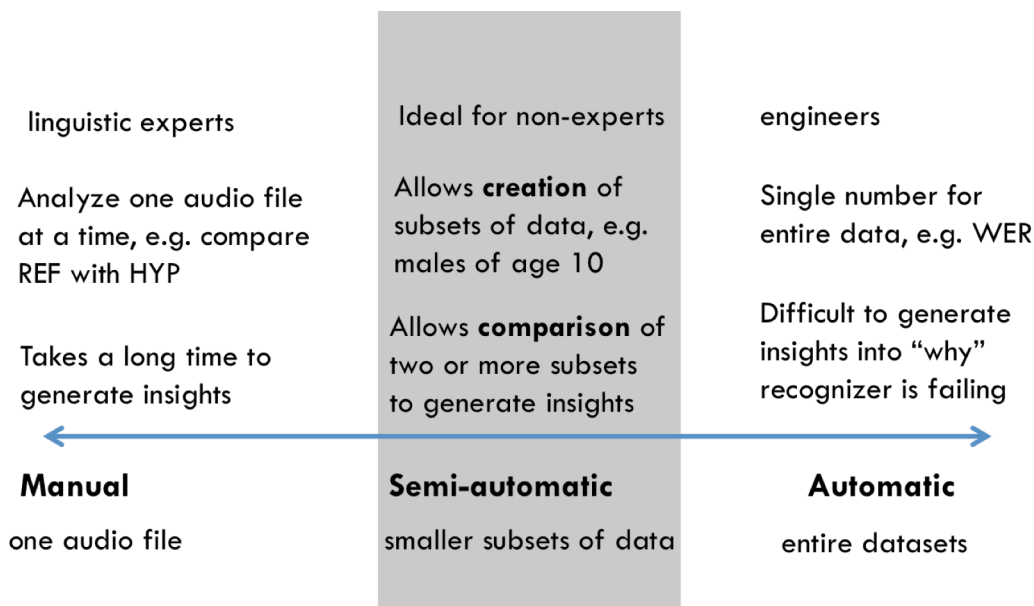 linguistic experts
Analyze one audio file
at a time, e.g. compare
REF with HYP
Takes a long time to
generate insights
Manual
one audio file
Ideal for non-experts
Allows creation of
subsets of data, e.g.
males of age 10
Allows comparison of
two or more subsets
to generate insights
Semi-automatic
smaller subsets of data
engineers
Single number for
entire data, e.g. WER
Difficult to generate
insights into “why”
recognizer is failing
Automatic
entire datasets